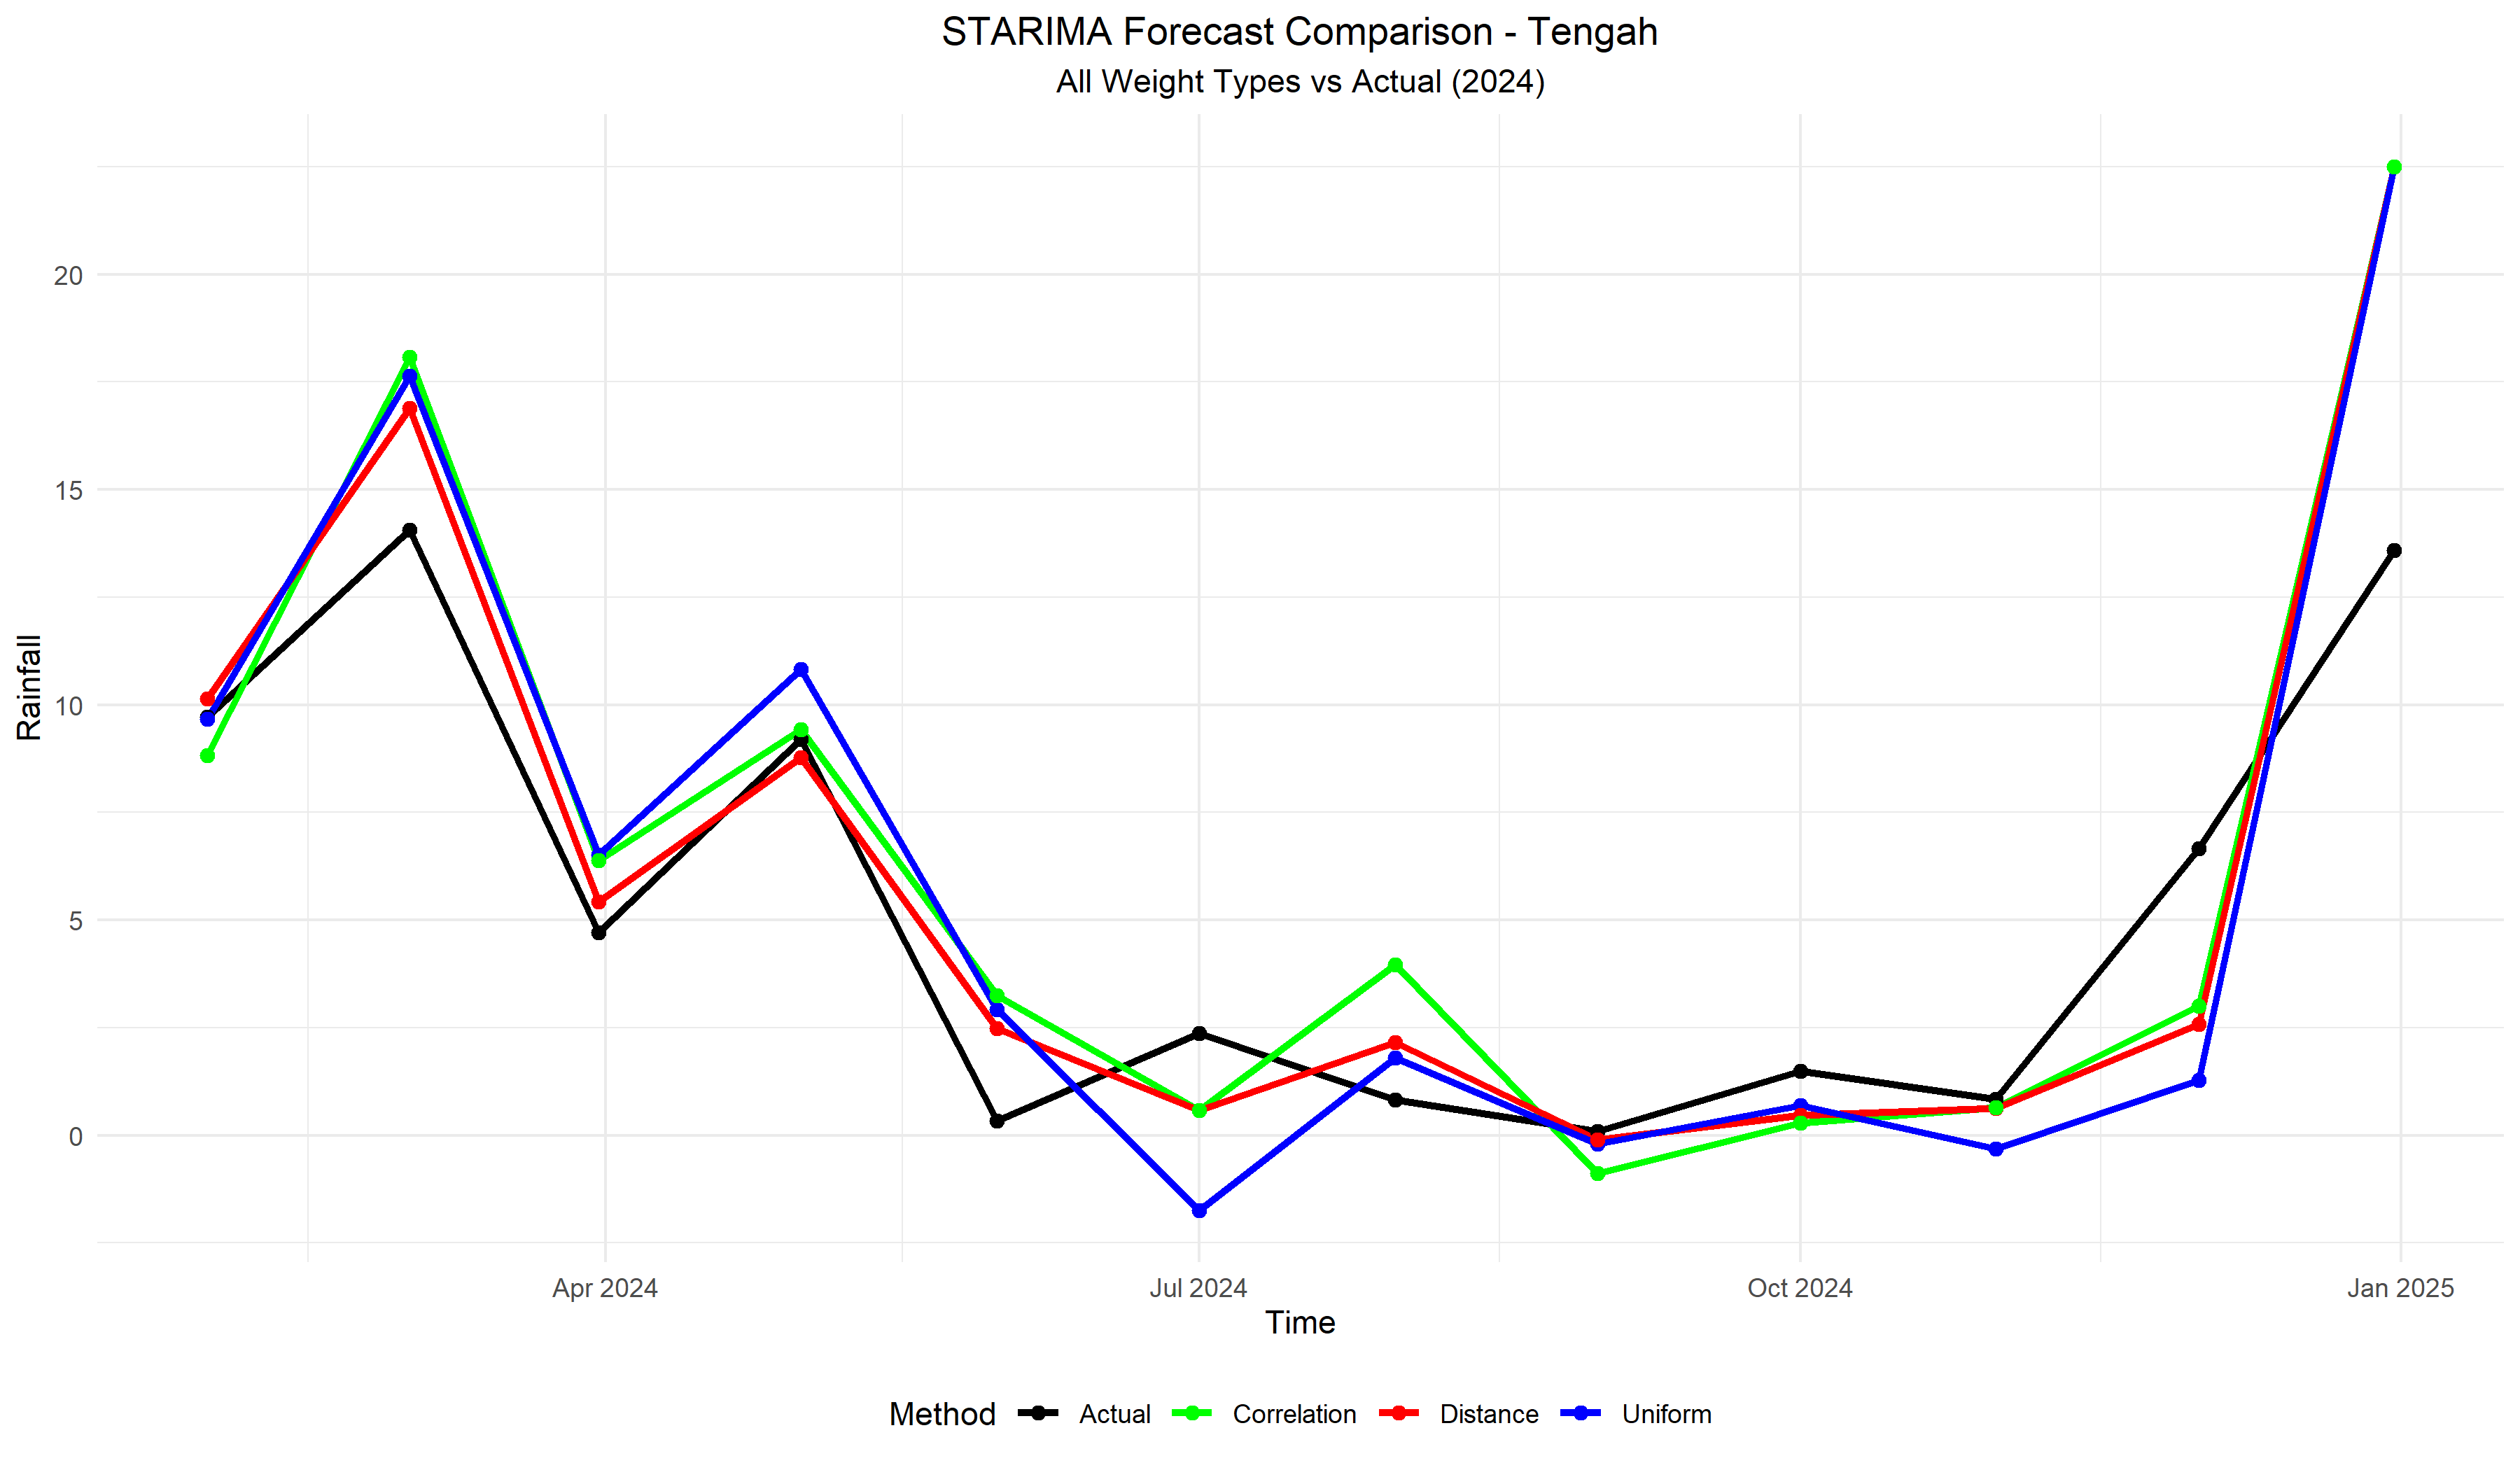 STARIMA Forecast Comparison - Tengah
All Weight Types vs Actual (2024)
Rainfall
20
15
10
5
0
Apr 2024 Jul 2024 Oct 2024 Jan 2025
Time
Method Actual Correlation Distance Uniform